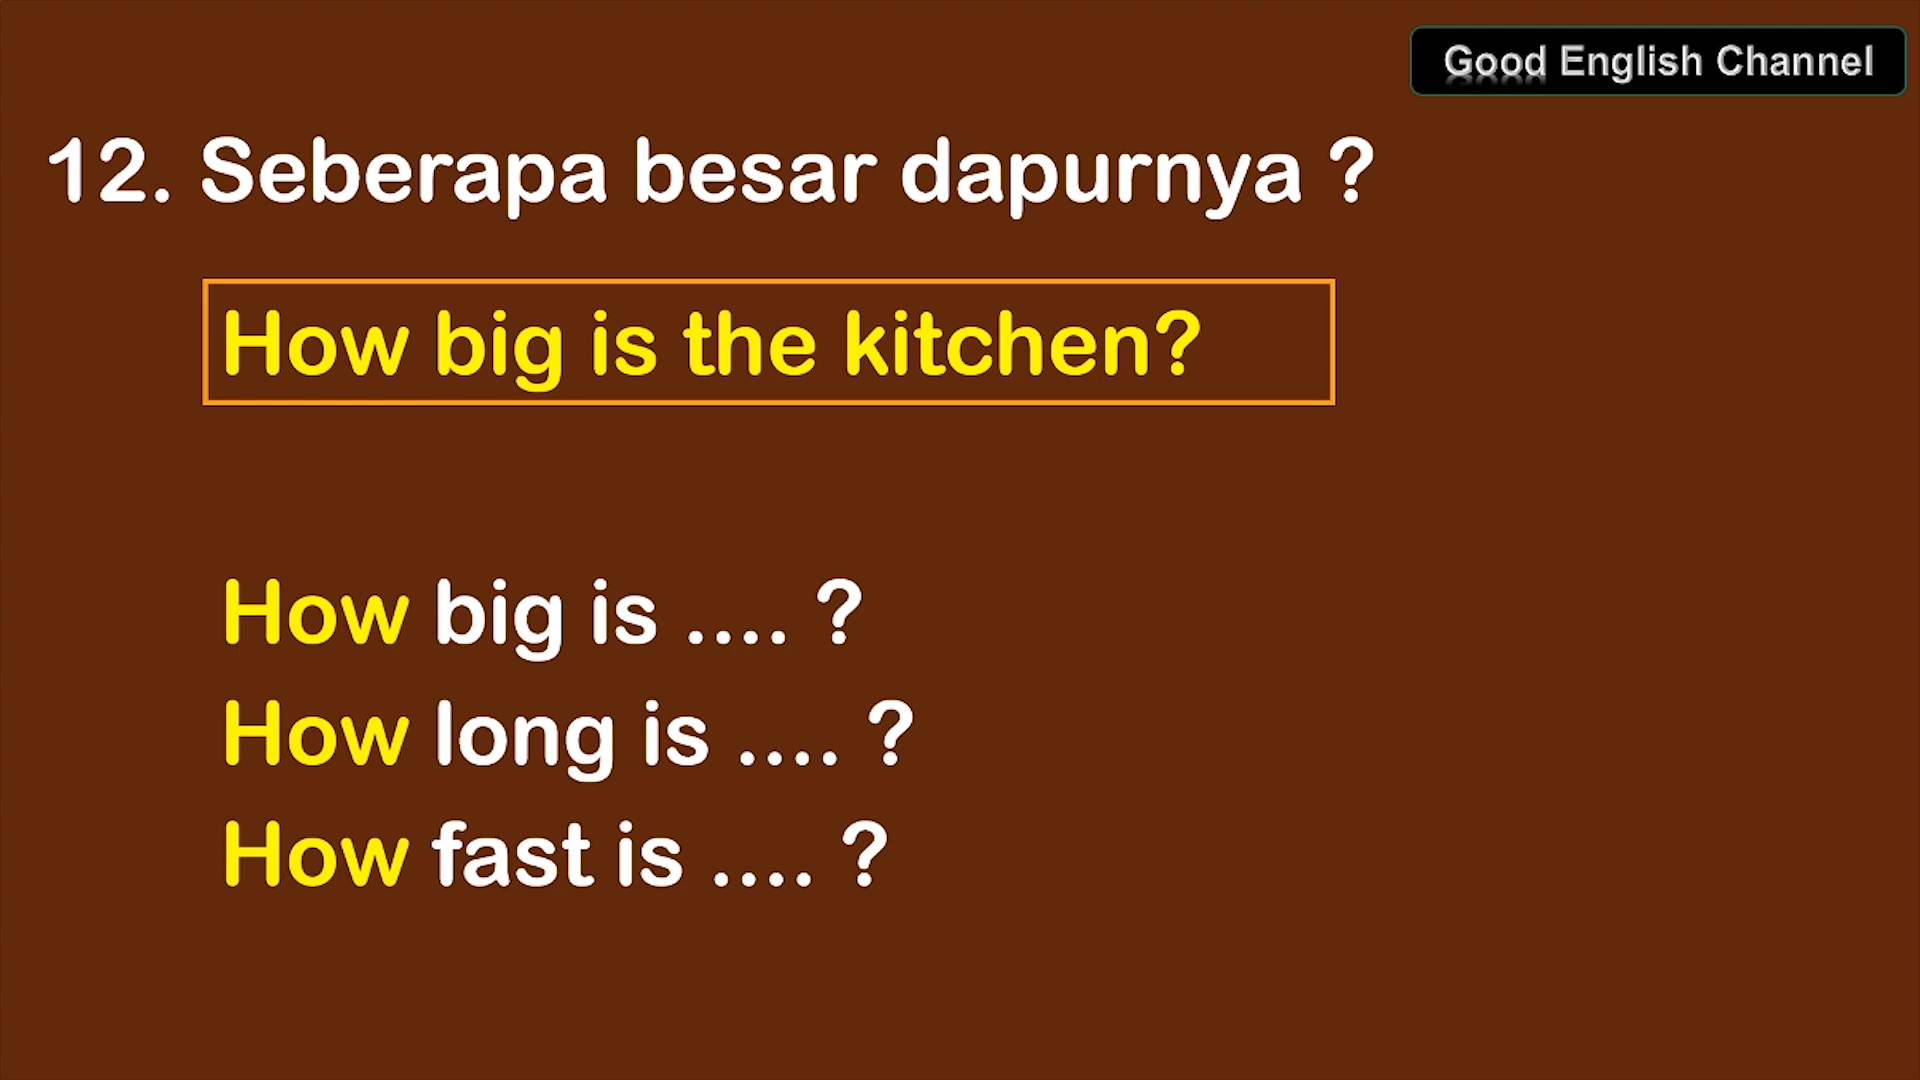 Good English Channel
12. Seberapa besar dapurnya ?
How big is the kitchen?
How big is .... ?
How long is .... ?
How fast is .... ?